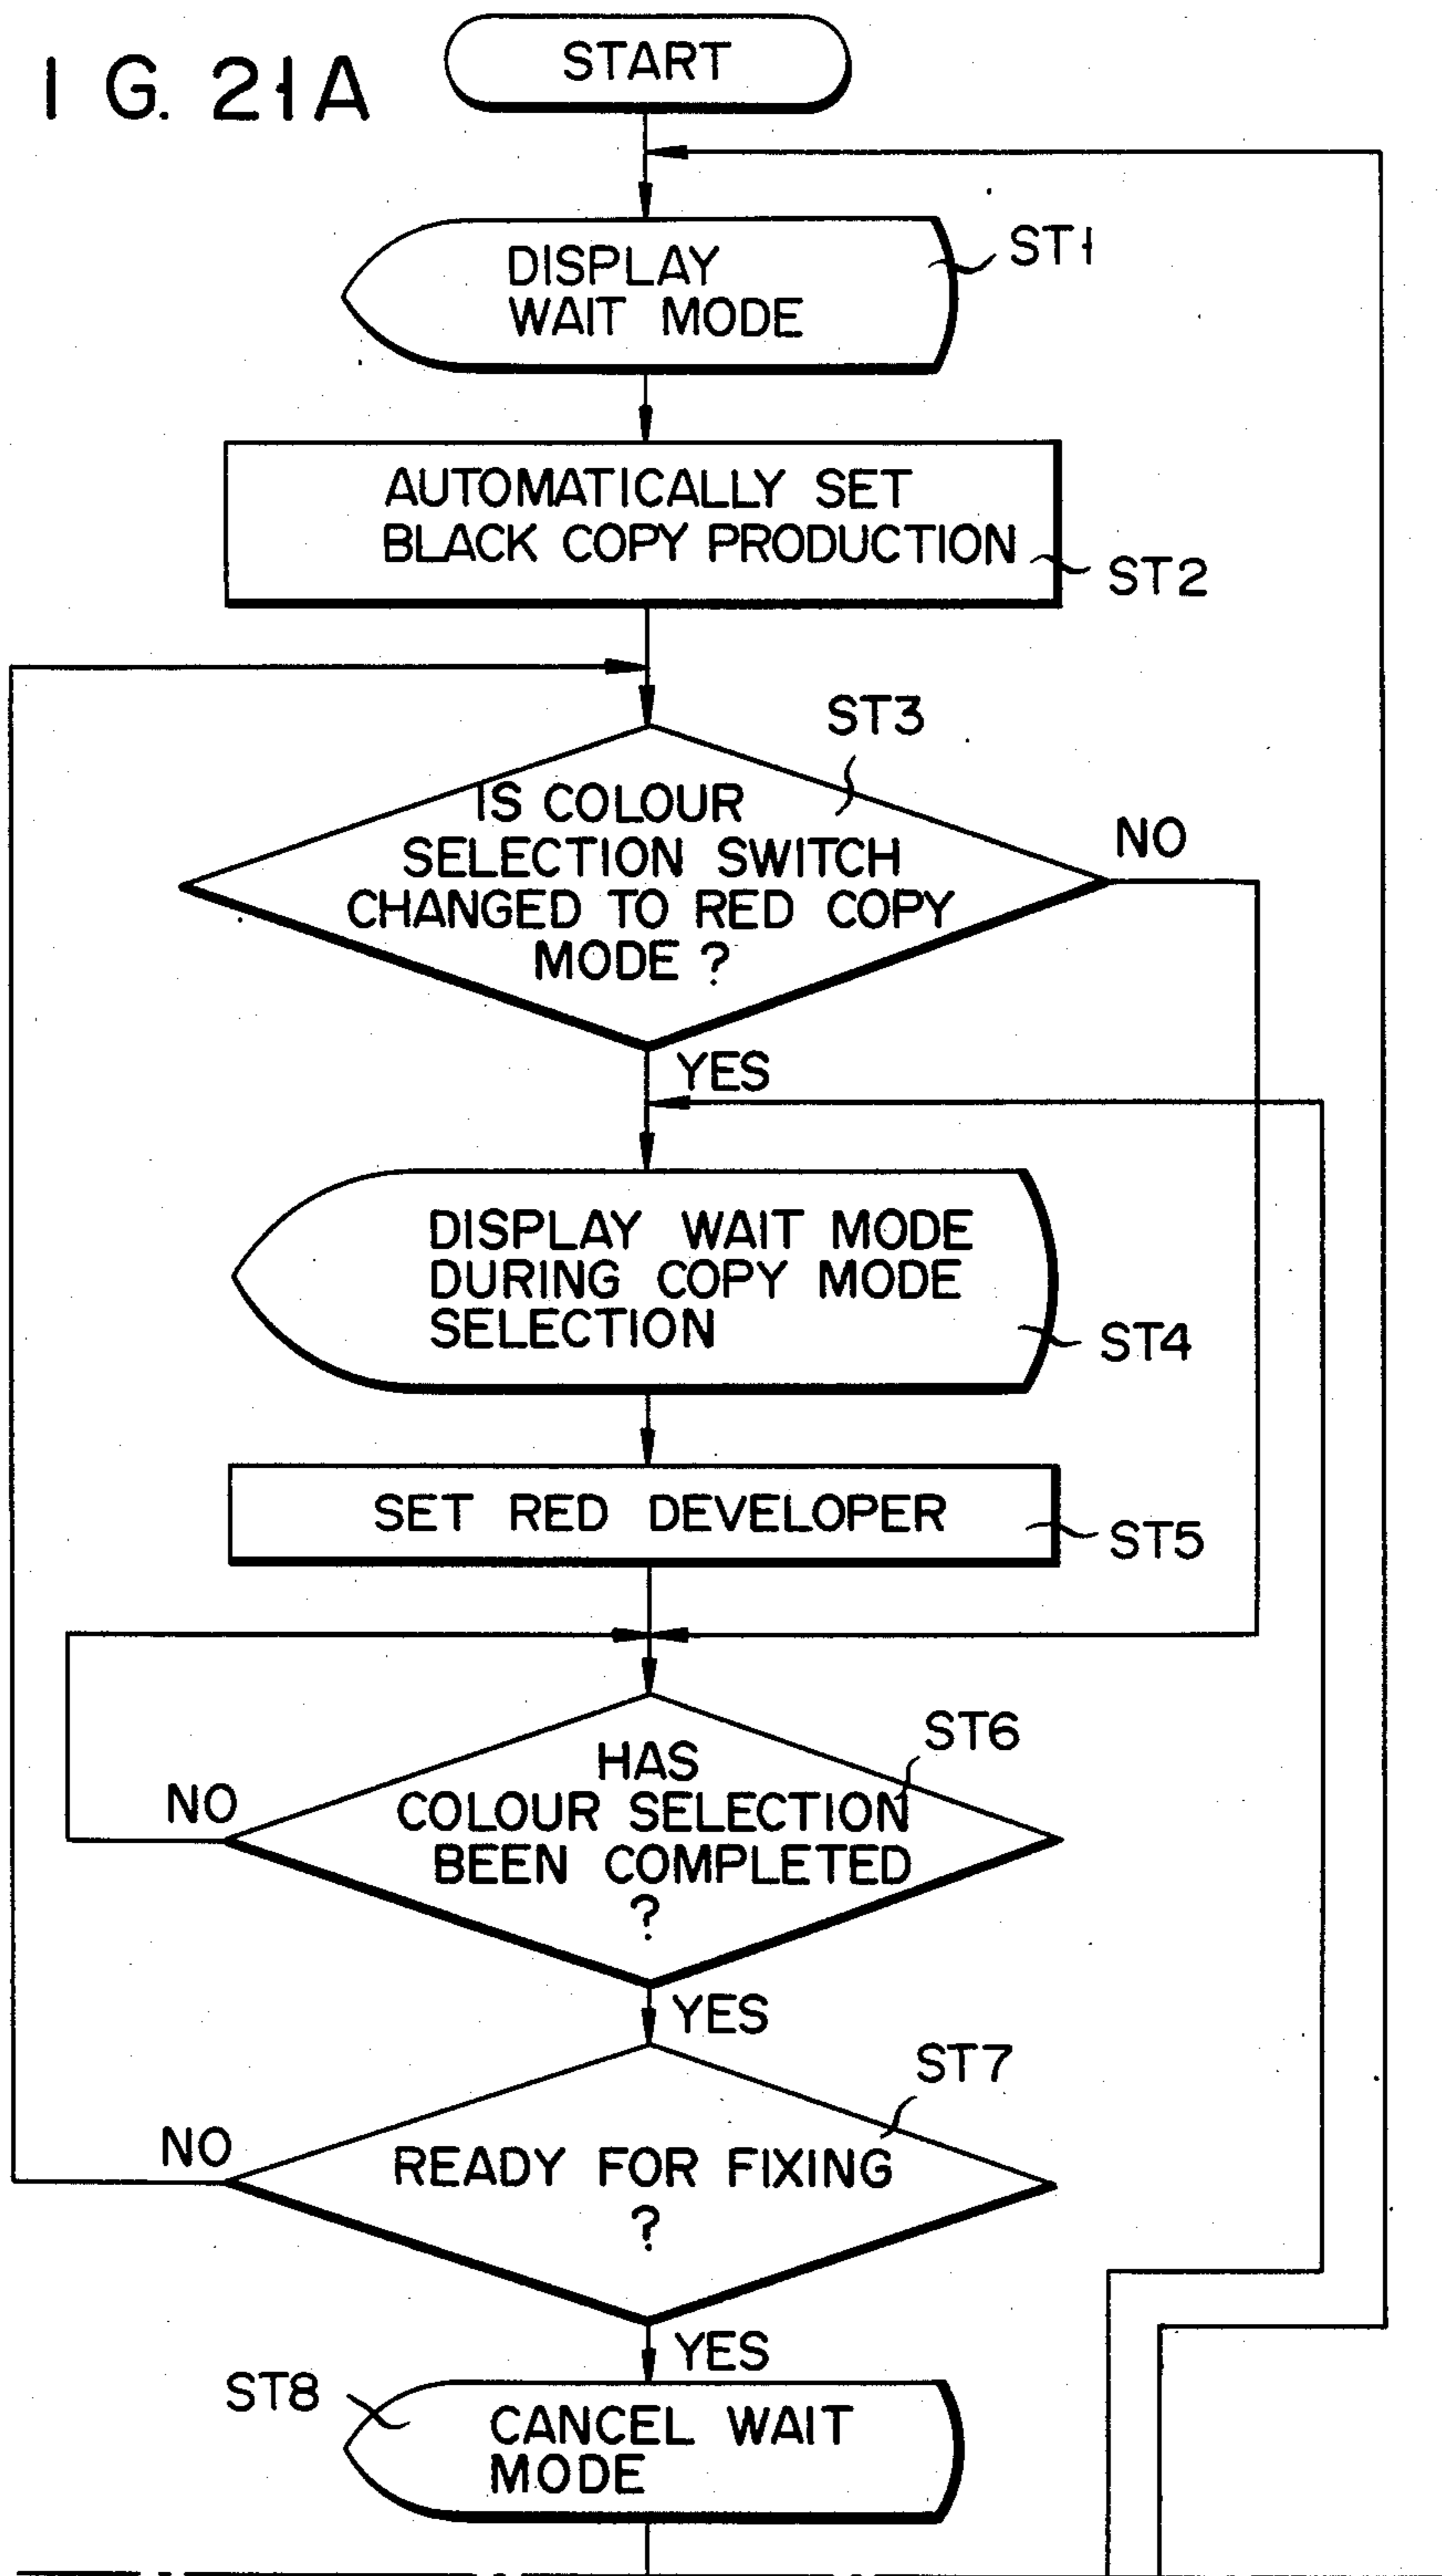 I G. 21A
START
DISPLAY
WAIT MODE
ST1
AUTOMATICALLY SET
BLACK COPY PRODUCTION
ST2
ST3
IS COLOUR
SELECTION SWITCH
CHANGED TO RED COPY
MODE ?
NO
YES
DISPLAY WAIT MODE
DURING COPY MODE
SELECTION
ST4
SET RED DEVELOPER
ST5
ST6
HAS
COLOUR SELECTION
BEEN COMPLETED
?
NO
YES
ST7
READY FOR FIXING
?
NO
YES
ST8
CANCEL WAIT
MODE